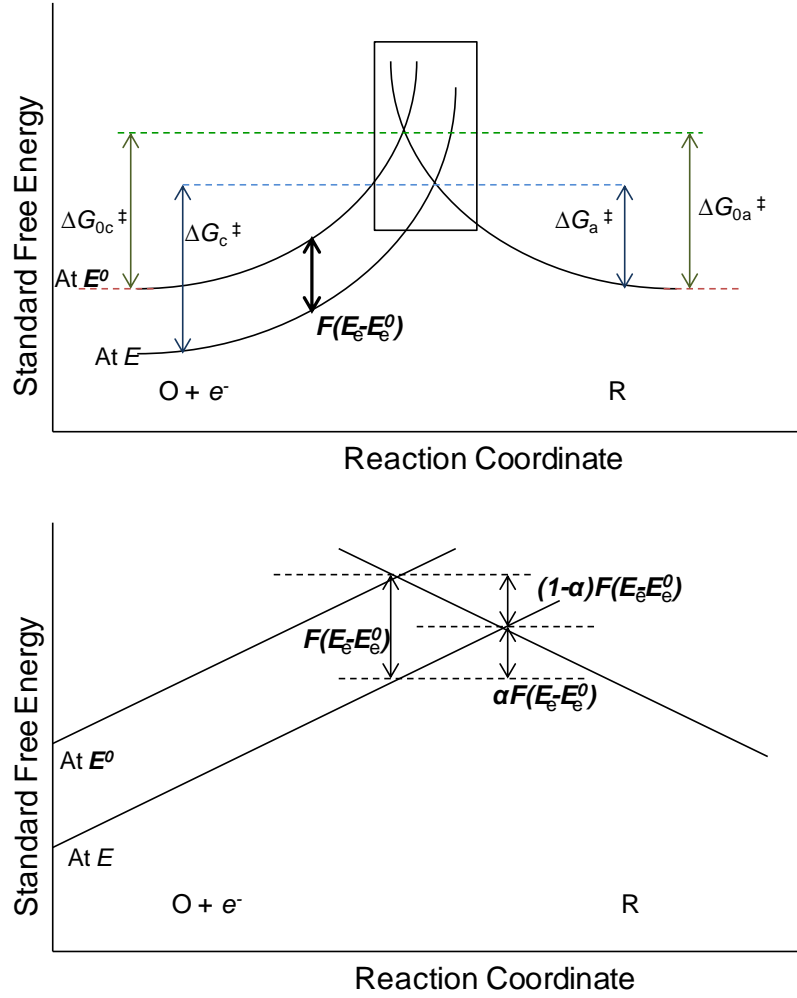 Standard Free Energy
ΔG0c ‡
ΔGc ‡
ΔGa ‡
ΔG0a ‡
At E0
F(Ee-Ee0)
At E
O + e-
R
Reaction Coordinate
Standard Free Energy
(1-α)F(Ee-Ee0)
F(Ee-Ee0)
αF(Ee-Ee0)
At E0
At E
O + e-
R
Reaction Coordinate